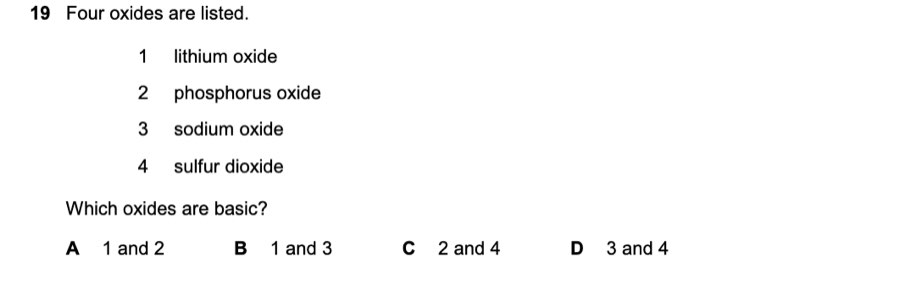 19 Four oxides are listed.
1 lithium oxide
2 phosphorus oxide
3 sodium oxide
4 sulfur dioxide
Which oxides are basic?
A 1 and 2 B 1 and 3 C 2 and 4 D 3 and 4